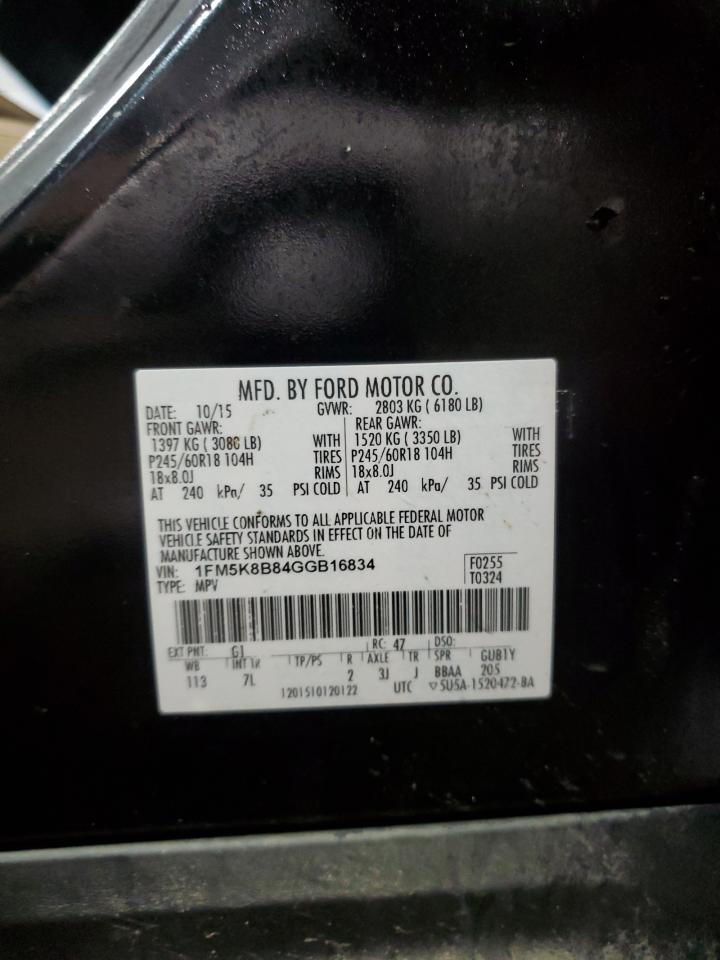 MFD. BY FORD MOTOR CO.
DATE: 10/15 GVWR: 2803 KG ( 6180 LB)
FRONT GAWR: REAR GAWR:
1397 KG ( 3080 LB) WITH 1520 KG ( 3350 LB) WITH
P245/60R18 104H TIRES P245/60R18 104H TIRES
18x8.0J RIMS 18x8.0J RIMS
AT 240 kPa/ 35 PSI COLD AT 240 kPa/ 35 PSI COLD
THIS VEHICLE CONFORMS TO ALL APPLICABLE FEDERAL MOTOR
VEHICLE SAFETY STANDARDS IN EFFECT ON THE DATE OF
MANUFACTURE SHOWN ABOVE.
VIN: 1FM5K8B84GGB16834 F0255
TYPE: MPV T0324
EXT PNT: G1 RC: 47 DSO:
WB INT TR TP/PS R AXLE TR SPR GUB1Y
113 7L 2 3J J BBAA 205
1201510120122 UTC ▽5U5A-1520472-BA